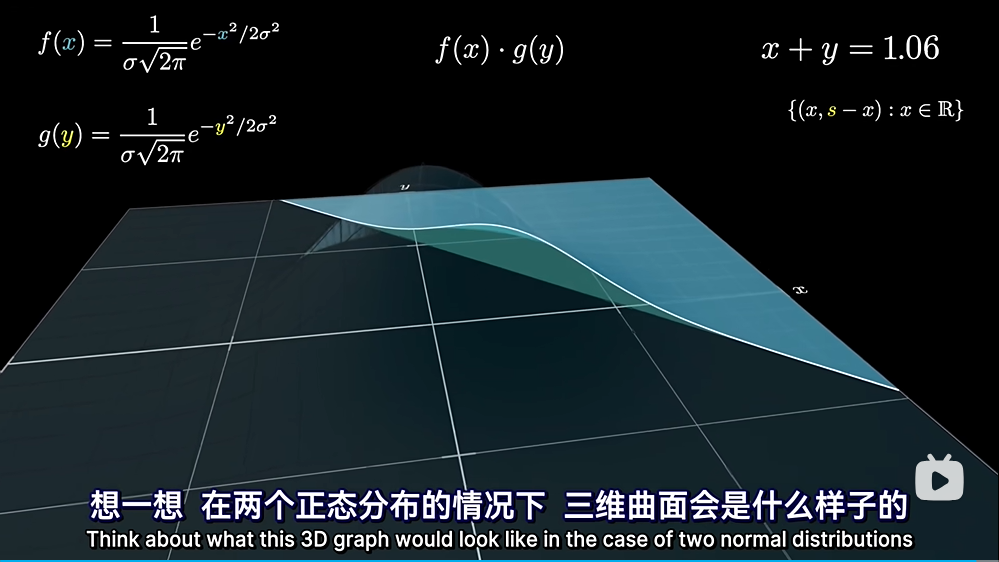 f(x) = \frac{1}{\sigma\sqrt{2\pi}} e^{-x^2/2\sigma^2}
f(x) · g(y)
x + y = 1.06
{(x, s − x) : x ∈ ℝ}
g(y) = \frac{1}{\sigma\sqrt{2\pi}} e^{-y^2/2\sigma^2}
y
x
想一想 在两个正态分布的情况下 三维曲面会是什么样子的
Think about what this 3D graph would look like in the case of two normal distributions